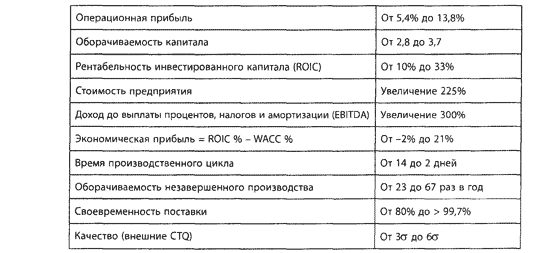 Операционная прибыль От 5,4% до 13,8%
Оборачиваемость капитала От 2,8 до 3,7
Рентабельность инвестированного капитала (ROIC) От 10% до 33%
Стоимость предприятия Увеличение 225%
Доход до выплаты процентов, налогов и амортизации (EBITDA) Увеличение 300%
Экономическая прибыль = ROIC % – WACC % От –2% до 21%
Время производственного цикла От 14 до 2 дней
Оборачиваемость незавершенного производства От 23 до 67 раз в год
Своевременность поставки От 80% до > 99,7%
Качество (внешние CTQ) От 3σ до 6σ